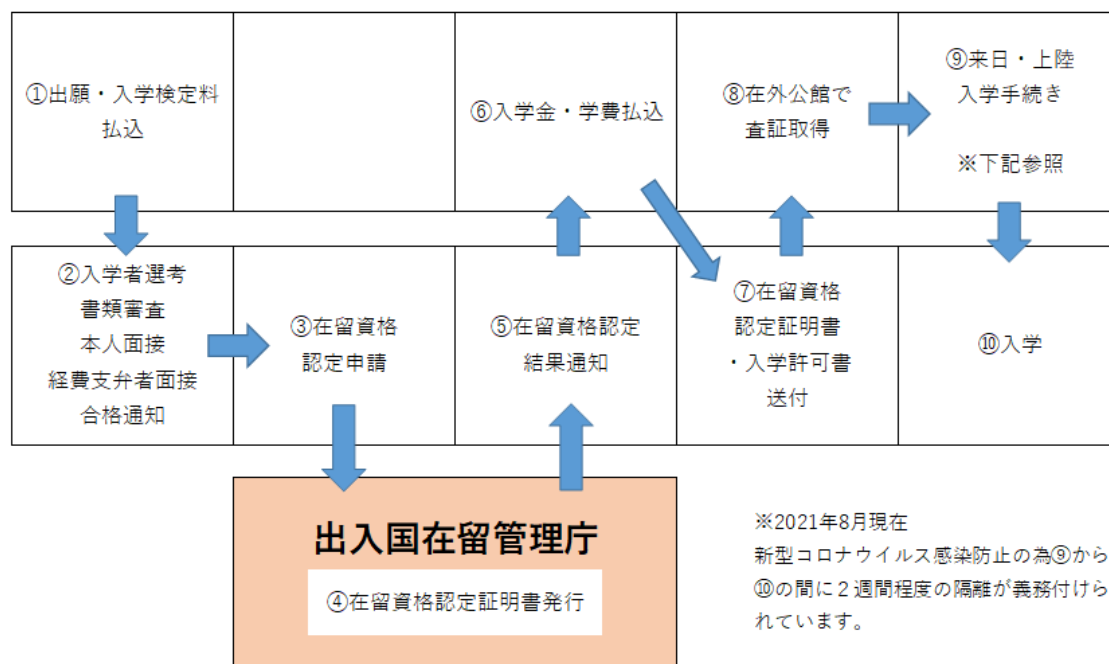 ①出願・入学検定料
払込
②入学者選考
書類審査
本人面接
経費支弁者面接
合格通知
③在留資格
認定申請
出入国在留管理庁
④在留資格認定証明書発行
⑤在留資格認定
結果通知
⑥入学金・学費払込
⑦在留資格
認定証明書
・入学許可書
送付
⑧在外公館で
査証取得
⑨来日・上陸
入学手続き
※下記参照
⑩入学
※2021年8月現在
新型コロナウイルス感染防止の為⑨から
⑩の間に２週間程度の隔離が義務付けら
れています。